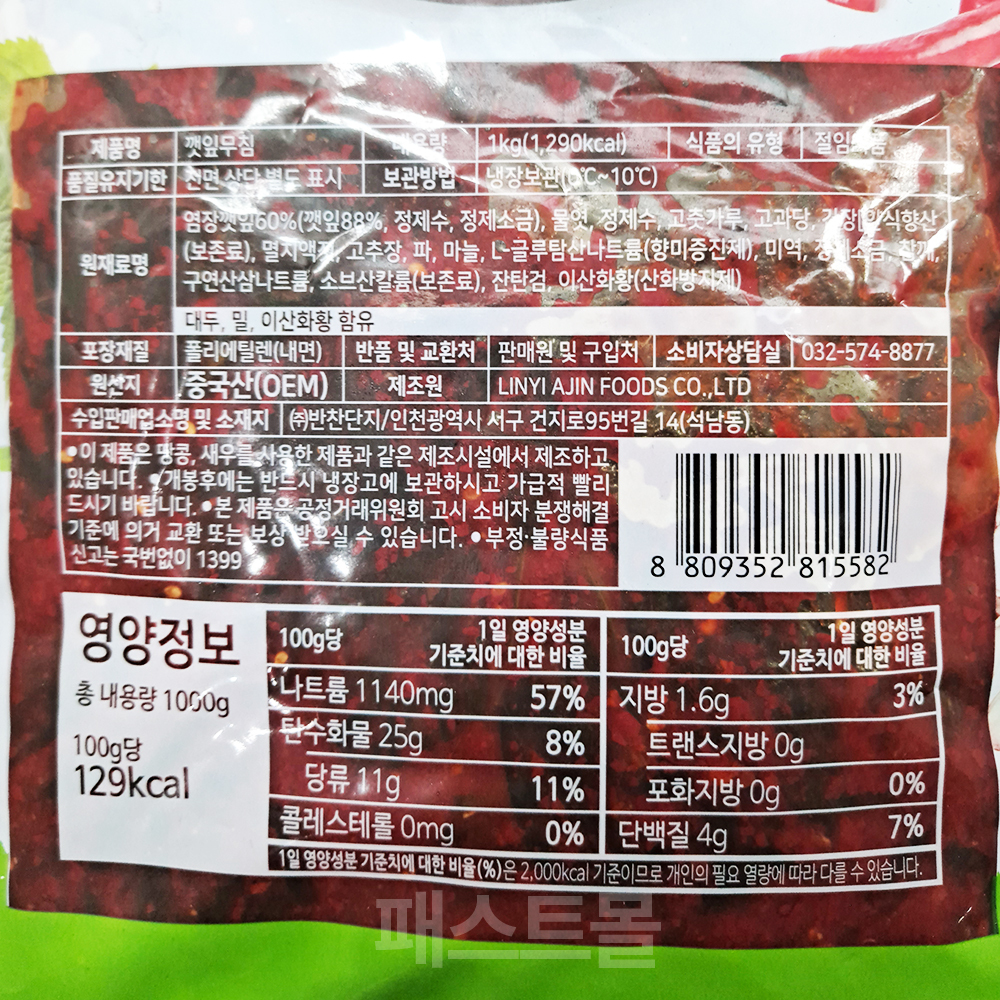 제품명 깻잎무침 내용량 1kg(1,290kcal) 식품의 유형 절임식품
품질유지기한 전면 상단 별도 표시 보관방법 냉장보관(0℃~10℃)
원재료명
염장깻잎60%(깻잎88%, 정제수, 정제소금), 물엿, 정제수, 고춧가루, 고과당,
(보존료), 멸치액젓, 고추장, 파, 마늘, L-글루탐산나트륨(향미증진제), 미역, 정제소금, 참깨,
구연산삼나트륨, 소브산칼륨(보존료), 잔탄검, 이산화황(산화방지제)
대두, 밀, 이산화황 함유
포장재질 폴리에틸렌(내면) 반품 및 교환처 판매원 및 구입처 소비자상담실 032-574-8877
원산지 중국산(OEM) 제조원 LINYI AJIN FOODS CO.,LTD
수입판매업소명 및 소재지 ㈜반찬단지/인천광역시 서구 건지로95번길 14(석남동)
●이 제품은 땅콩, 새우를 사용한 제품과 같은 제조시설에서 제조하고
있습니다. ●개봉후에는 반드시 냉장고에 보관하시고 가급적 빨리
드시기 바랍니다. ●본 제품은 공정거래위원회 고시 소비자 분쟁해결
기준에 의거 교환 또는 보상 받으실 수 있습니다. ●부정·불량식품
신고는 국번없이 1399
8 809352 815582
영양정보
총 내용량 1000g
100g당
129kcal
100g당 1일 영양성분
기준치에 대한 비율
나트륨 1140mg 57%
탄수화물 25g 8%
당류 11g 11%
콜레스테롤 0mg 0%
100g당 1일 영양성분
기준치에 대한 비율
지방 1.6g 3%
트랜스지방 0g
포화지방 0g 0%
단백질 4g 7%
1일 영양성분 기준치에 대한 비율(%)은 2,000kcal 기준이므로 개인의 필요 열량에 따라 다를 수 있습니다.
패스트몰